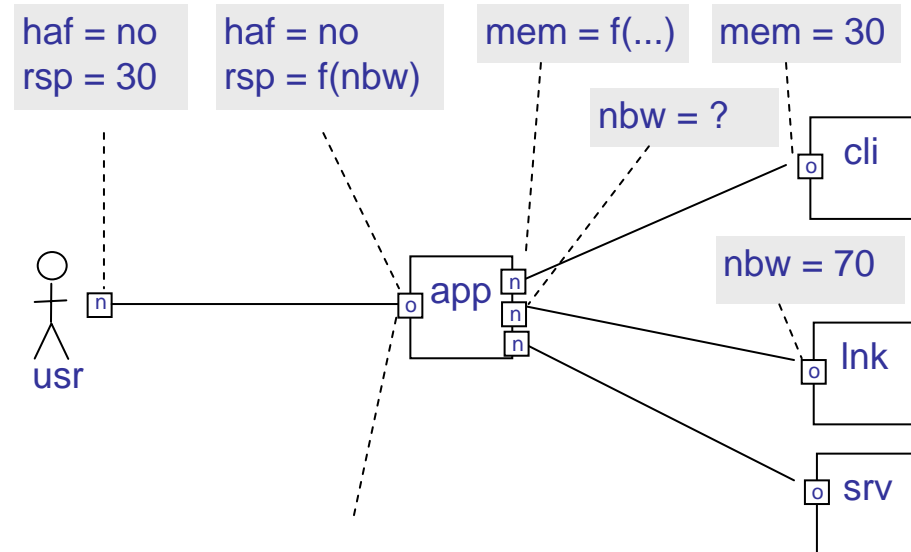 haf = no
rsp = 30
haf = no
rsp = f(nbw)
mem = f(...)
mem = 30
nbw = ?
cli
o
nbw = 70
n
usr
o
app
n
n
n
o
lnk
o
srv